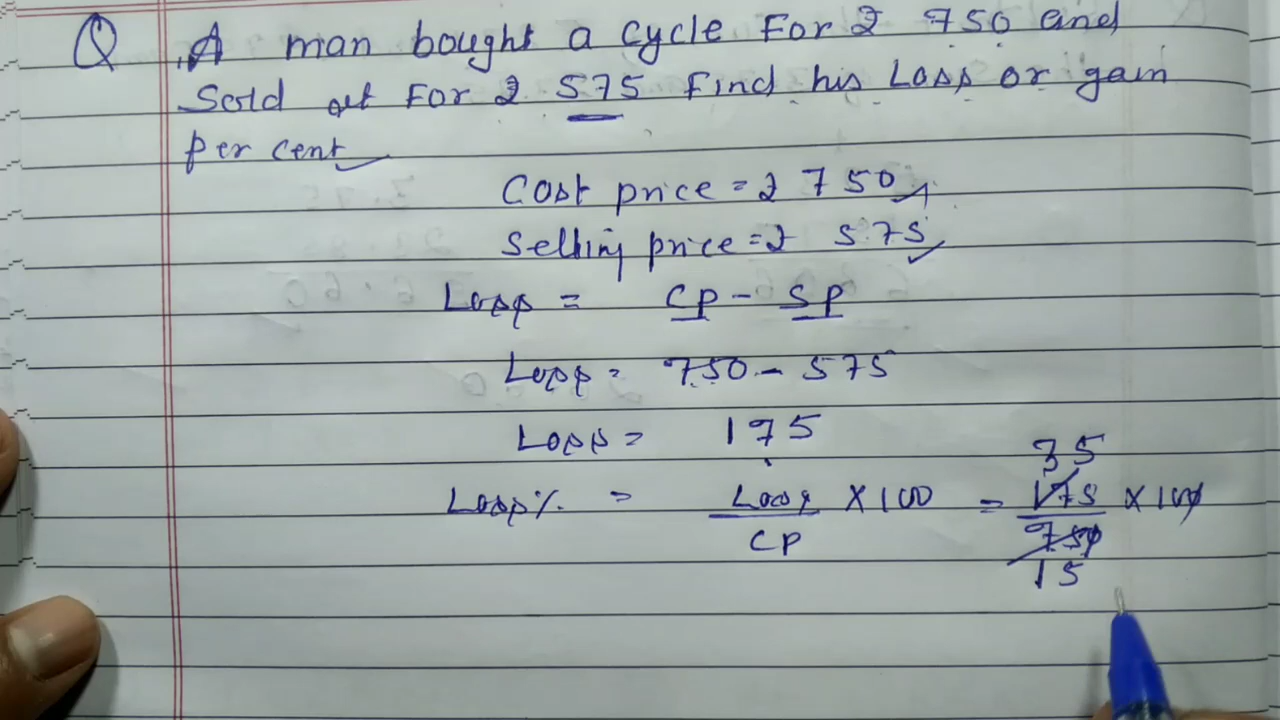 Q A man bought a cycle For ₹ 750 and
Sold it For ₹ 575 Find his Loss or gain
per cent
Cost price = ₹ 750
Selling price = ₹ 575
Loss = CP - SP
Loss = 750 - 575
Loss = 175
35
Loss% = Loss/CP × 100 = 175/750 × 100
15